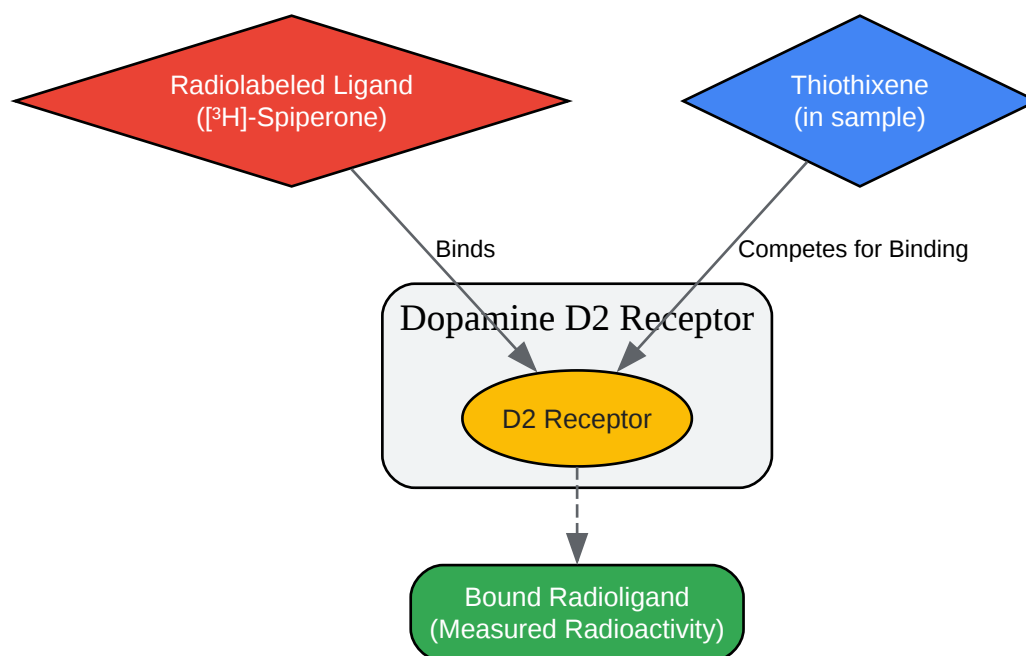 Radiolabeled Ligand
([³H]-Spiperone)
Thiothixene
(in sample)
Binds
Competes for Binding
Dopamine D2 Receptor
D2 Receptor
Bound Radioligand
(Measured Radioactivity)